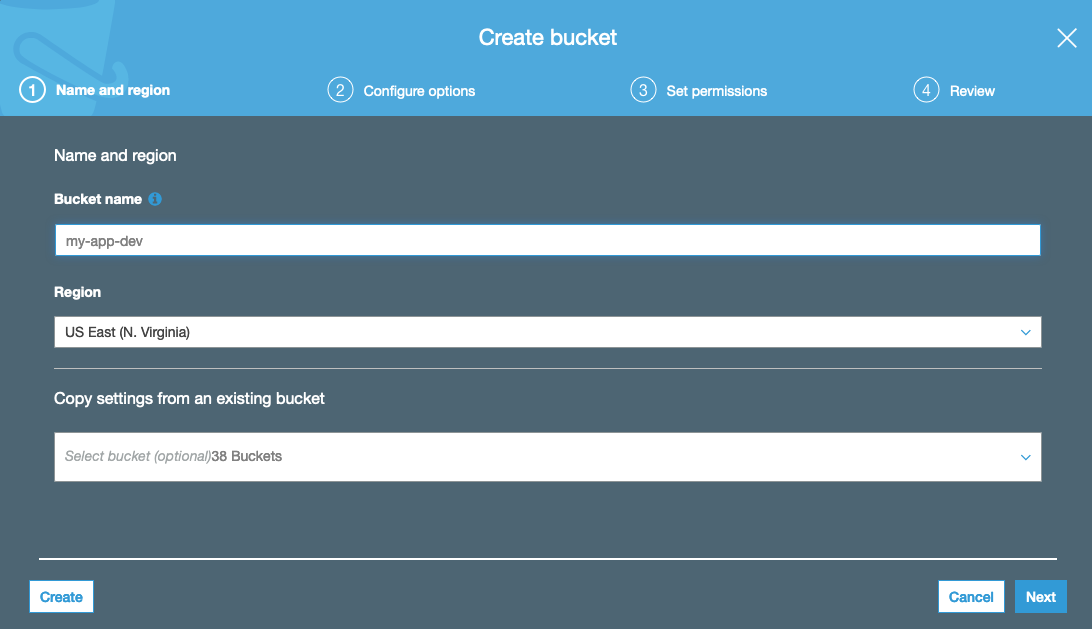 Create bucket
1 Name and region
2 Configure options
3 Set permissions
4 Review
Name and region
Bucket name
my-app-dev
Region
US East (N. Virginia)
Copy settings from an existing bucket
Select bucket (optional)38 Buckets
Create
Cancel
Next